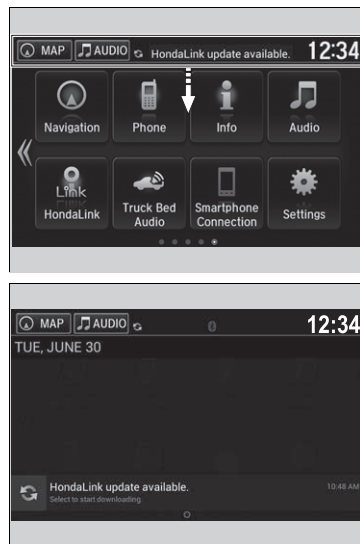 MAP AUDIO HondaLink update available. 12:34
Navigation Phone Info Audio
Link
HondaLink Truck Bed Audio Smartphone Connection Settings
MAP AUDIO 0 12:34
TUE, JUNE 30
HondaLink update available. 10:48 AM
Select to start downloading